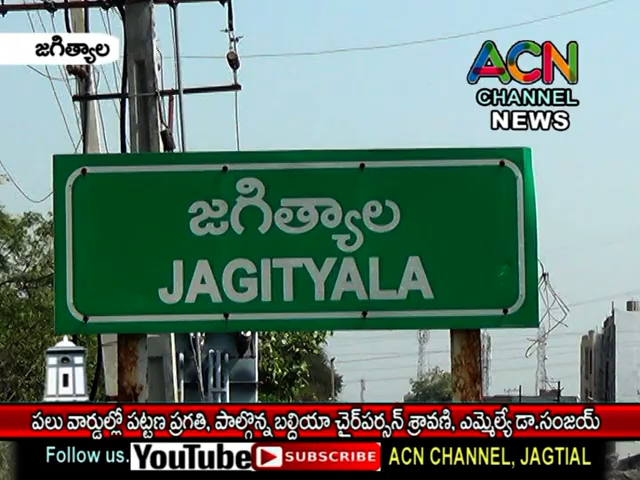 జగిత్యాల
ACN
CHANNEL
NEWS
జగిత్యాల
JAGITYALA
పలు వార్డుల్లో పట్టణ ప్రగతి, పాల్గొన్న బల్దియా చైర్‌పర్సన్ శ్రావణి, ఎమ్మెల్యే డా.సంజయ్
Follow us. YouTube SUBSCRIBE ACN CHANNEL, JAGTIAL